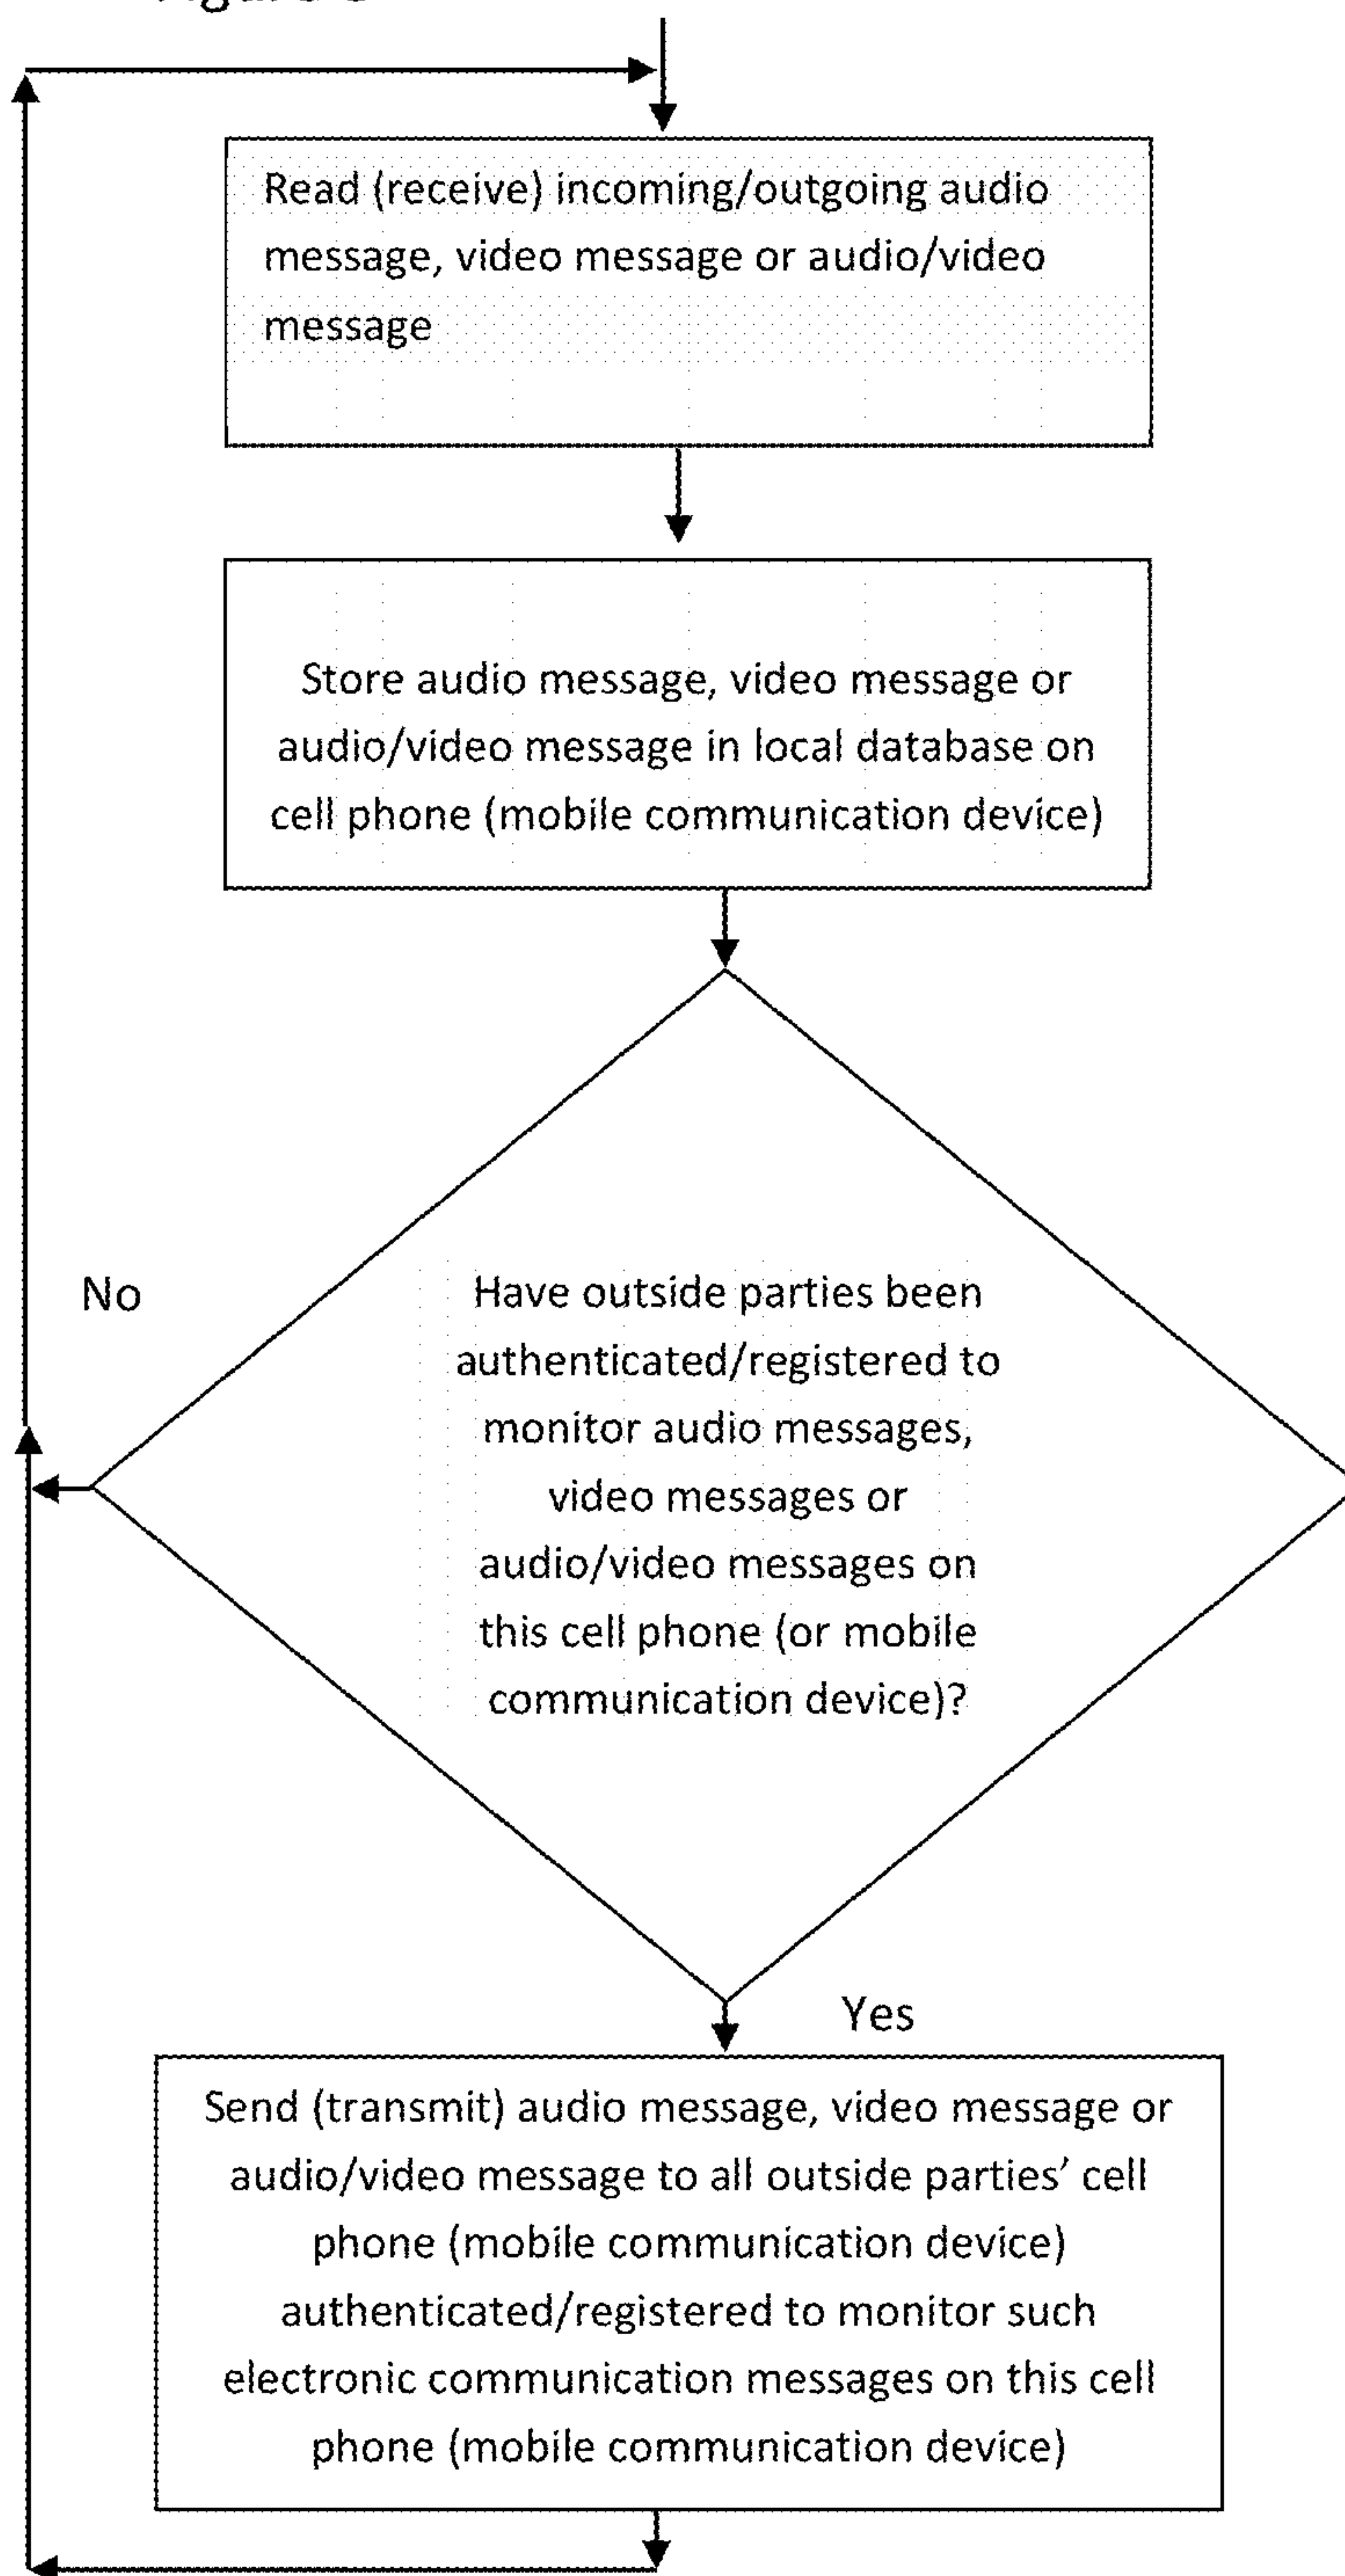 Read (receive) incoming/outgoing audio
message, video message or audio/video
message
Store audio message, video message or
audio/video message in local database on
cell phone (mobile communication device)
No
Have outside parties been
authenticated/registered to
monitor audio messages,
video messages or
audio/video messages on
this cell phone (or mobile
communication device)?
Yes
Send (transmit) audio message, video message or
audio/video message to all outside parties’ cell
phone (mobile communication device)
authenticated/registered to monitor such
electronic communication messages on this cell
phone (mobile communication device)